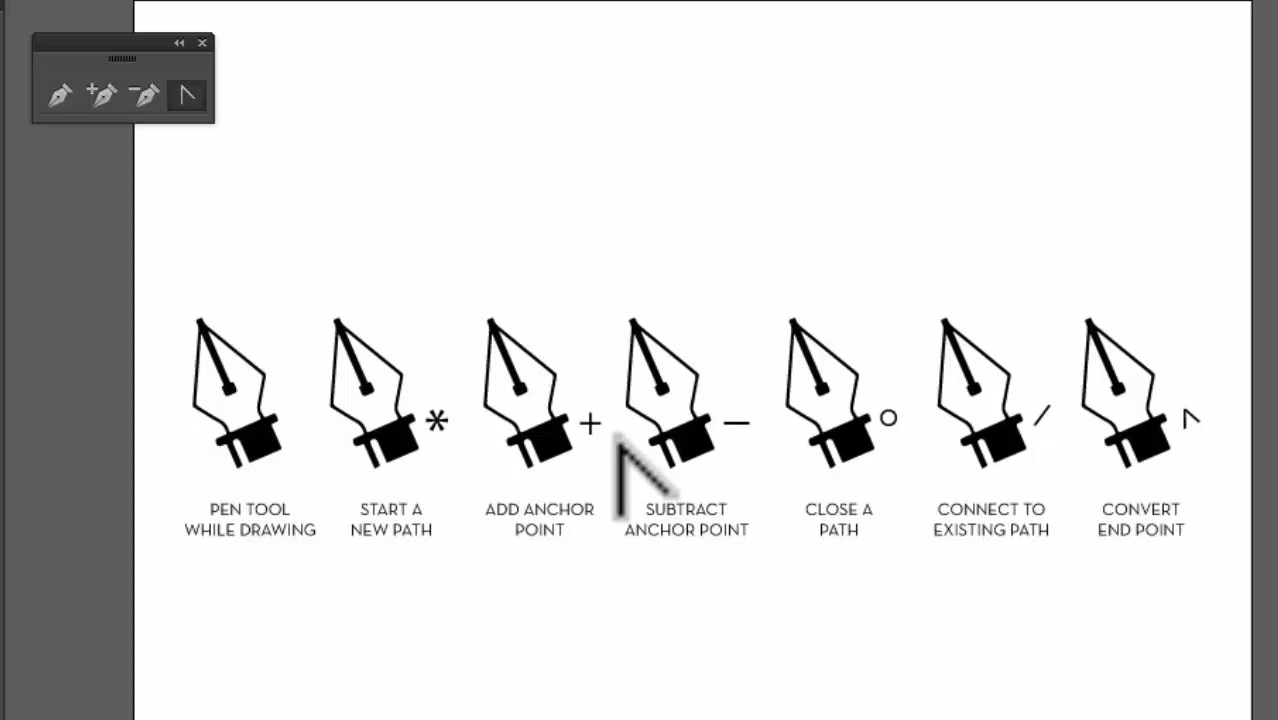 PEN TOOL
WHILE DRAWING
START A
NEW PATH
ADD ANCHOR
POINT
SUBTRACT
ANCHOR POINT
CLOSE A
PATH
CONNECT TO
EXISTING PATH
CONVERT
END POINT